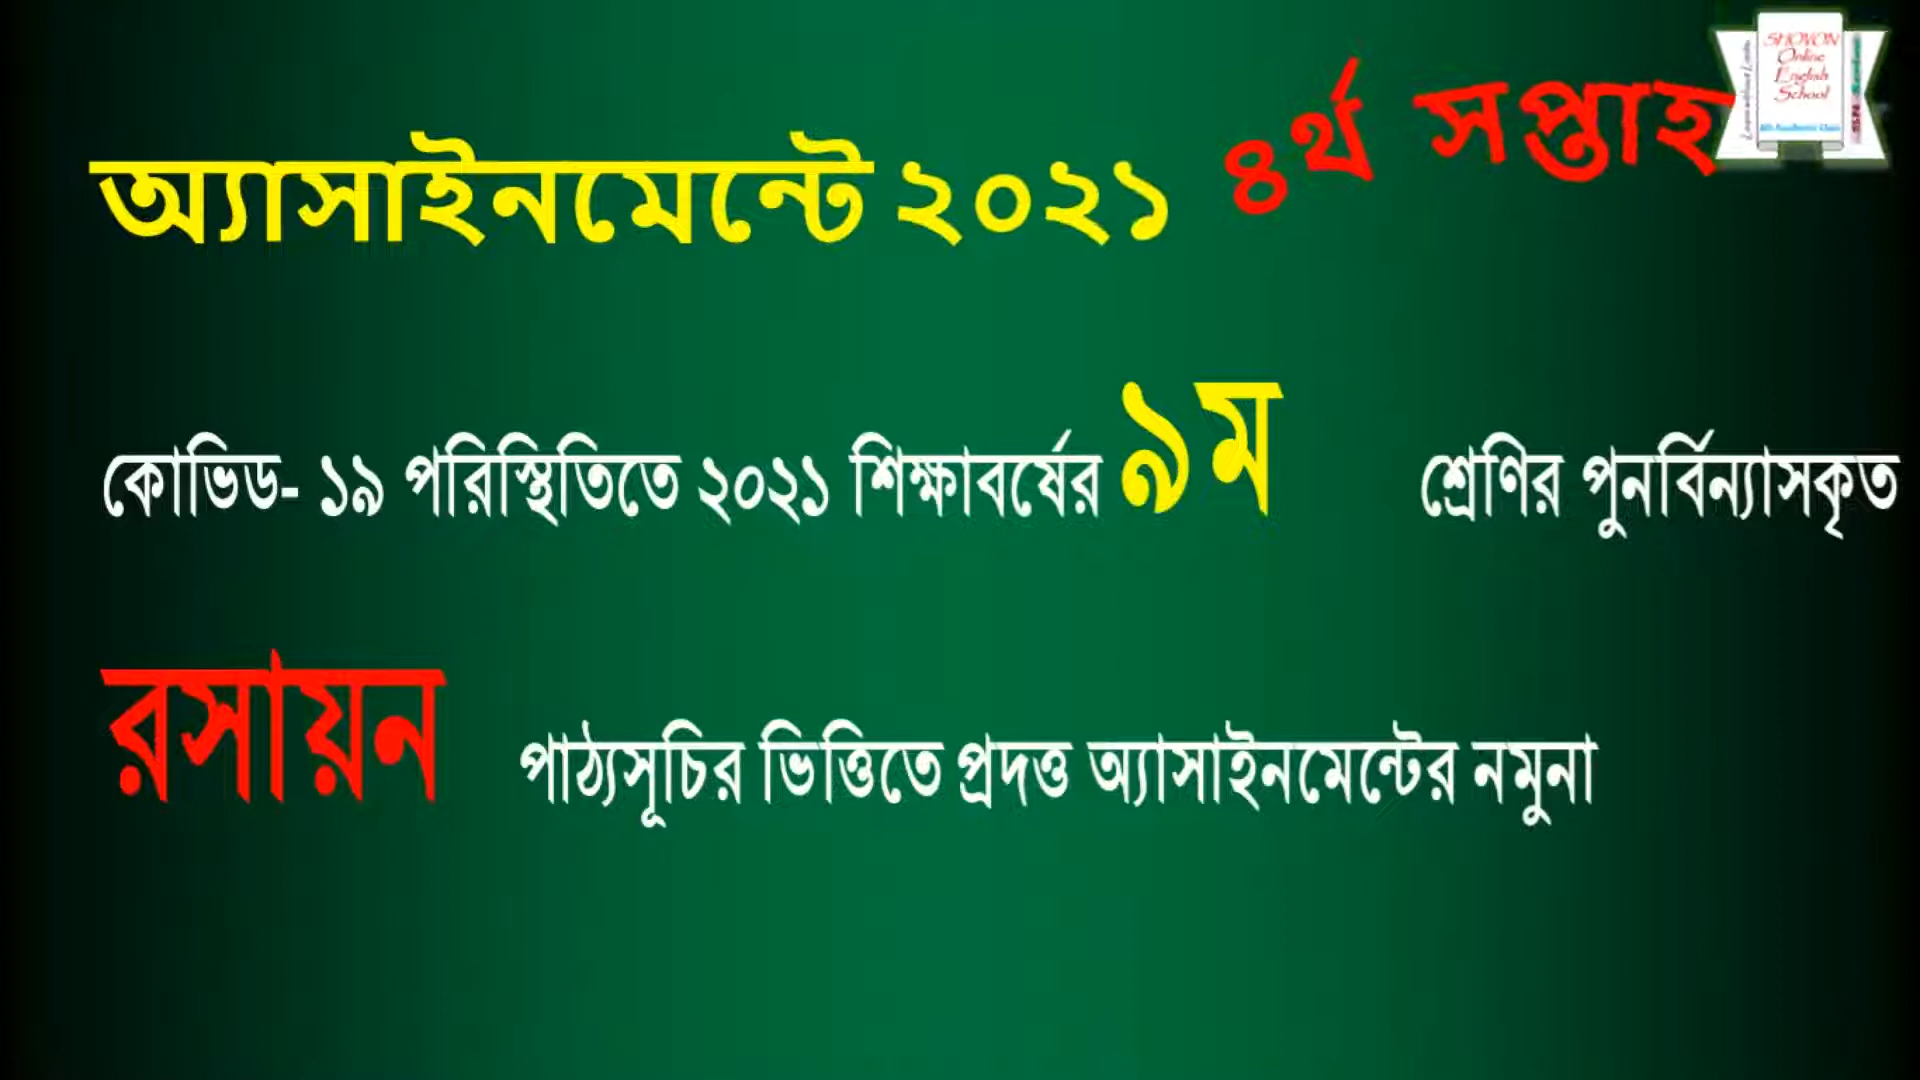 অ্যাসাইনমেন্টে ২০২১ ৪র্থ সপ্তাহ
SHOVON
Online
English
School
কোভিড- ১৯ পরিস্থিতিতে ২০২১ শিক্ষাবর্ষের ৯ম শ্রেণির পুনর্বিন্যাসকৃত
রসায়ন পাঠ্যসূচির ভিত্তিতে প্রদত্ত অ্যাসাইনমেন্টের নমুনা